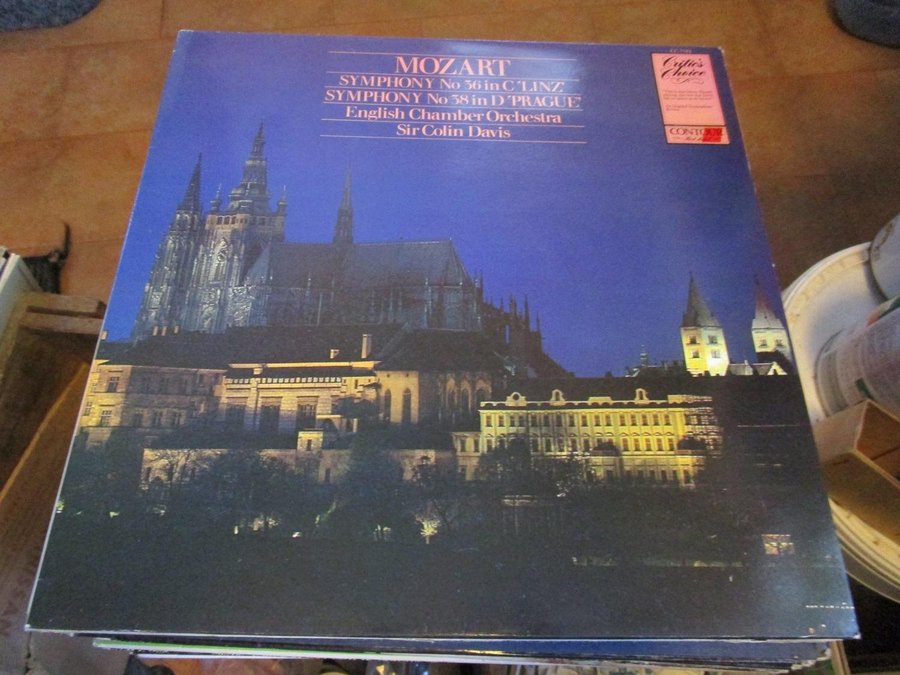 MOZART
SYMPHONY No 36 in C 'LINZ'
SYMPHONY No 38 in D 'PRAGUE'
English Chamber Orchestra
Sir Colin Davis
Critic's
Choice
CONTOUR